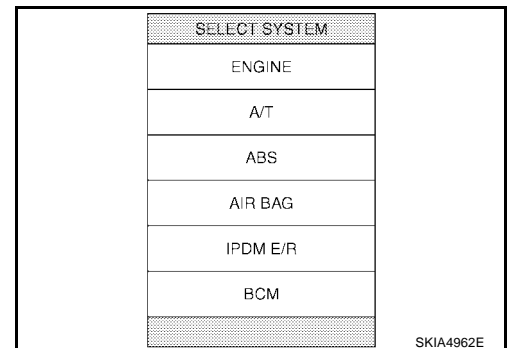 SELECT SYSTEM
ENGINE
A/T
ABS
AIR BAG
IPDM E/R
BCM
SKIA4962E